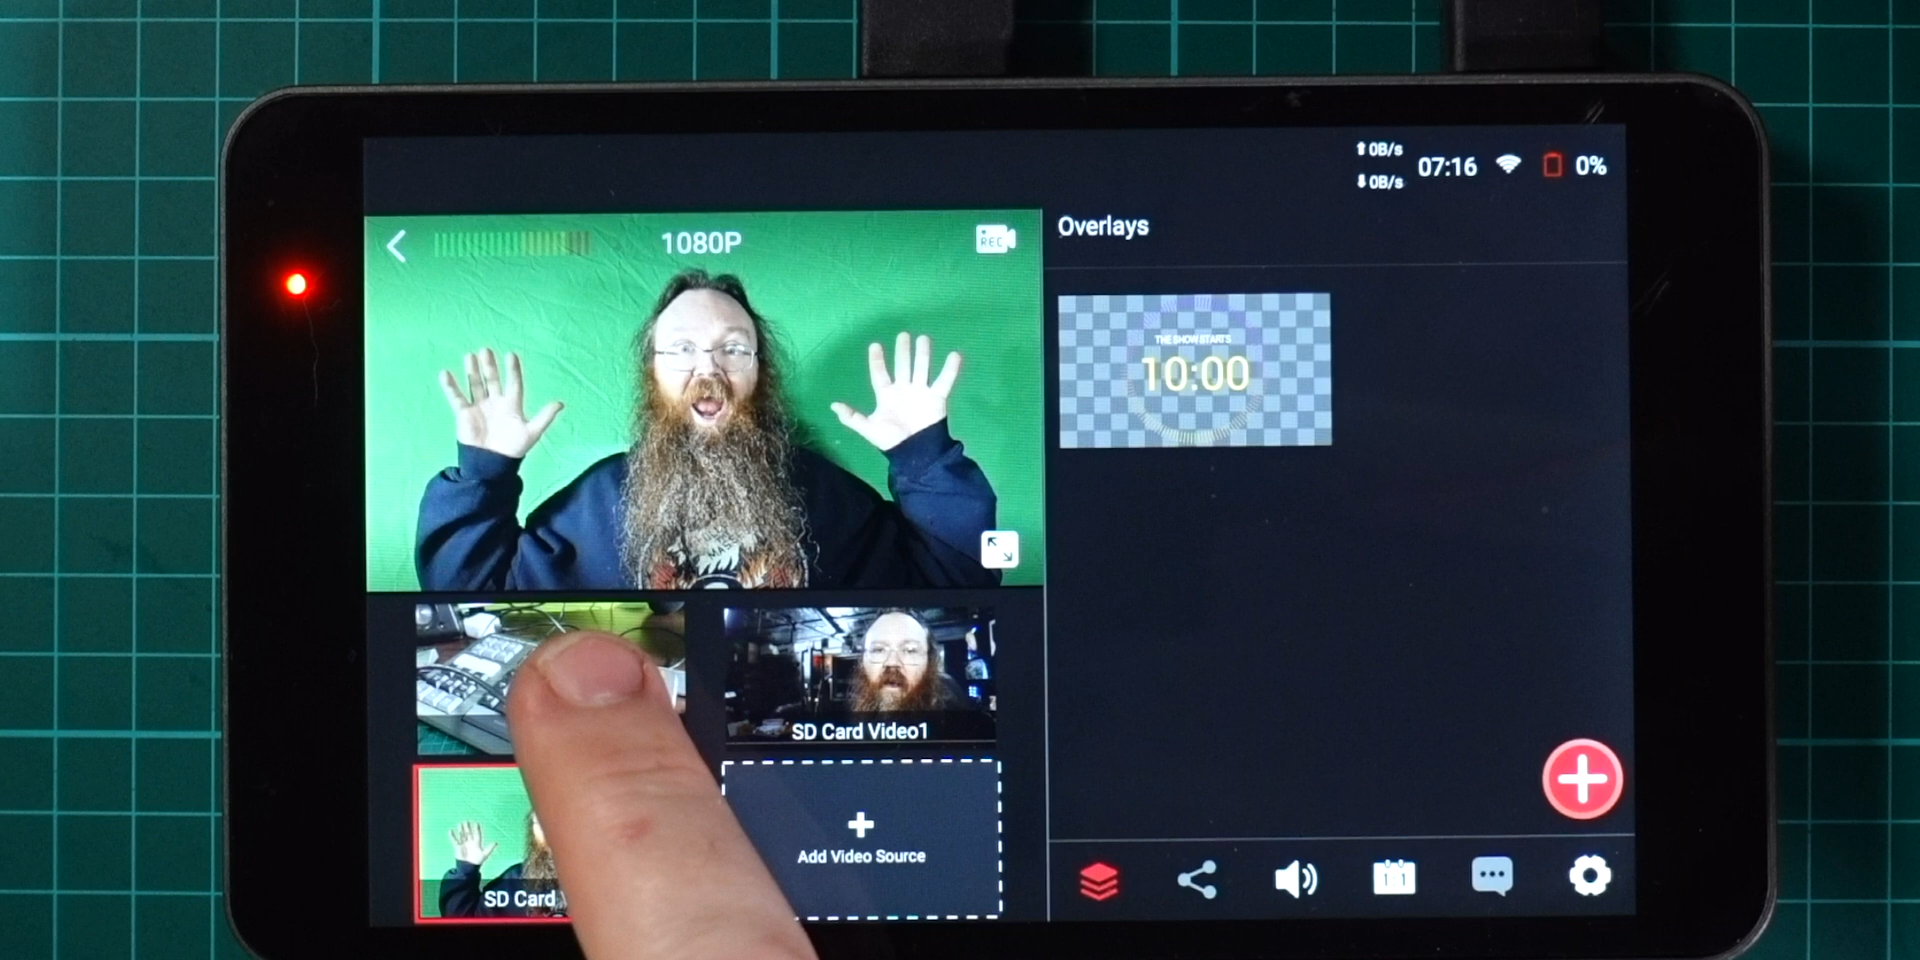 ⬆0B/s
07:16
0%
⬇0B/s
1080P
REC
Overlays
THE SHOW STARTS
10:00
SD Card Video1
Add Video Source
SD Card